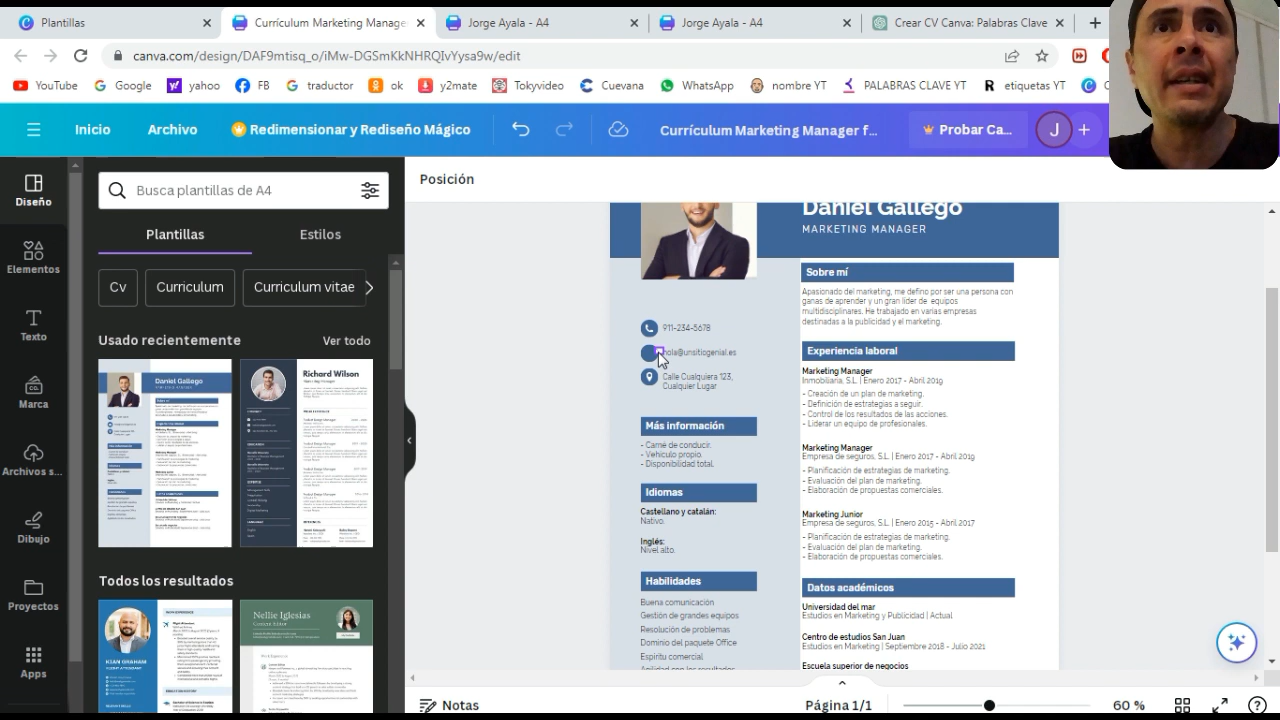 Plantillas
Currículum Marketing Manage
Jorge Ayala - A4
Jorge Ayala - A4
Crear CV Canva: Palabras Clave
canva.com/design/DAF9mtisq_o/iMw-DGSmKkNHRQIvYysa9w/edit
YouTube
Google
yahoo
FB
traductor
ok
y2mate
Tokyvideo
Cuevana
WhatsApp
nombre YT
PALABRAS CLAVE YT
etiquetas YT
Inicio
Archivo
Redimensionar y Rediseño Mágico
Currículum Marketing Manager f...
Probar Ca...
J
Diseño
Elementos
Texto
Marca
Archivos s...
Dibujo
Proyectos
Apps
Busca plantillas de A4
Plantillas
Estilos
Cv
Curriculum
Curriculum vitae
Usado recientemente
Ver todo
Daniel Gallego
Richard Wilson
Todos los resultados
KIAN GRAHAM
Nellie Iglesias
Posición
Daniel Gallego
MARKETING MANAGER
911-234-5678
hola@unsitiogenial.es
Calle Cualquiera 123,
Cualquier Lugar
Más información
- Carné de conducir.
- Vehículo propio.
- Disponibilidad total.
Idiomas
Castellano y catalán:
Nativo.
Inglés:
Nivel alto.
Habilidades
Buena comunicación
Gestión de grandes equipos
Resolución de problemas
Dominio del paquete Office
Espíritu comercial
Sobre mí
Apasionado del marketing, me defino por ser una persona con
ganas de aprender y un gran líder de equipos
multidisciplinares. He trabajado en varias empresas
destinadas a la publicidad y el marketing.
Experiencia laboral
Marketing Manager
Inmobiliaria, S.L | Enero 2017 - Abril 2019
- Creación de un plan de marketing.
- Definición de estrategias a seguir.
- Control de los resultados de las acciones.
- Liderar un equipo de profesionales.
Marketing Manager
Empresa de seguros, S.L. | Enero 2017 - Abril 2019
- Planificación de estrategias de marketing.
- Evaluación del plan de marketing.
- Elaboración de propuestas comerciales.
Marketing Junior
Empresa de seguros, S.L | Enero 2015 - Abril 2017
- Planificación de estrategias de marketing.
- Evaluación del plan de marketing.
- Elaboración de propuestas comerciales.
Datos académicos
Universidad del mar
Estudios en Marketing y Publicidad | Actual
Centro de estudios sansán
Estudios en Marketing | Septiembre 2018 - Julio 2021
Escuela superior de negocios
Notas
Página 1/1
60 %